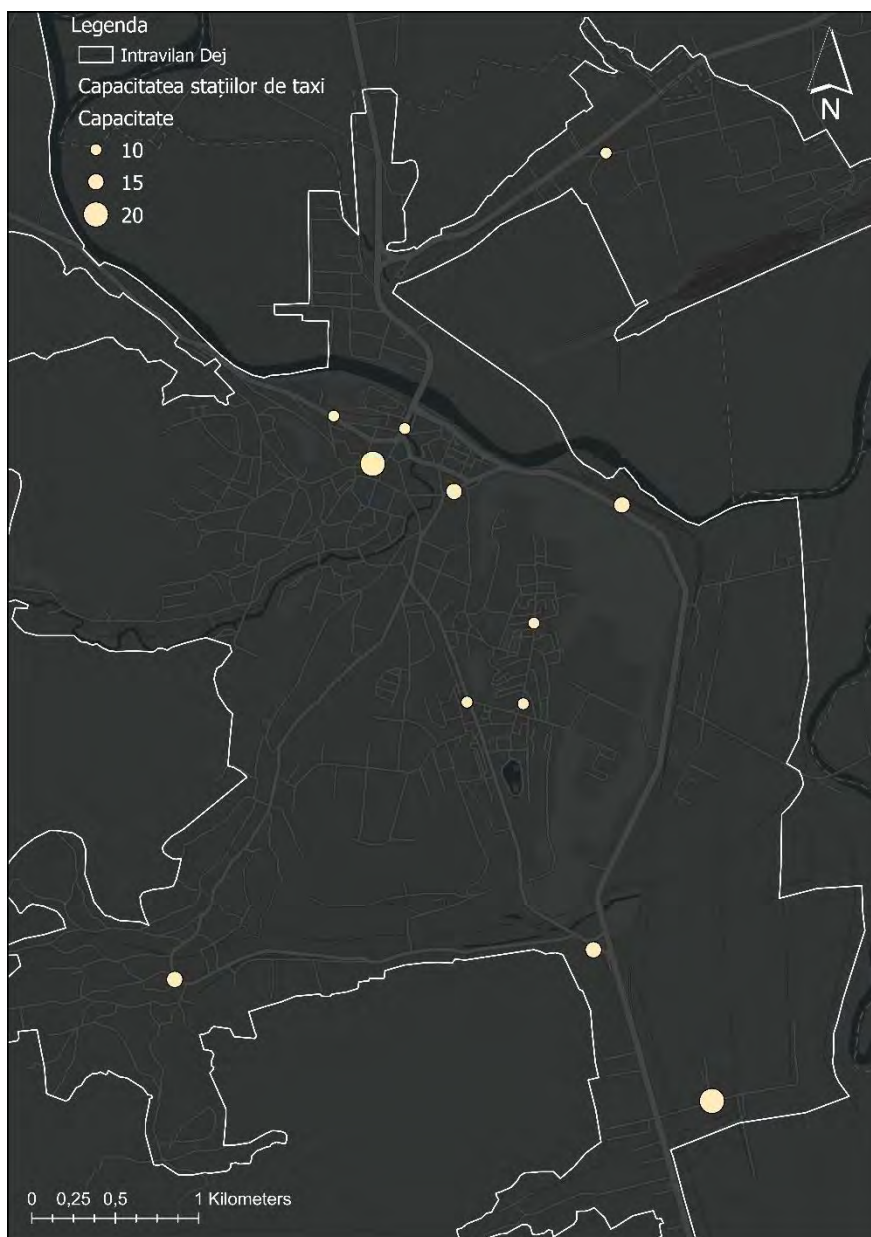 Legenda
Intravilan Dej
Capacitatea stațiilor de taxi
Capacitate
10
15
20
N
0 0,25 0,5 1 Kilometers